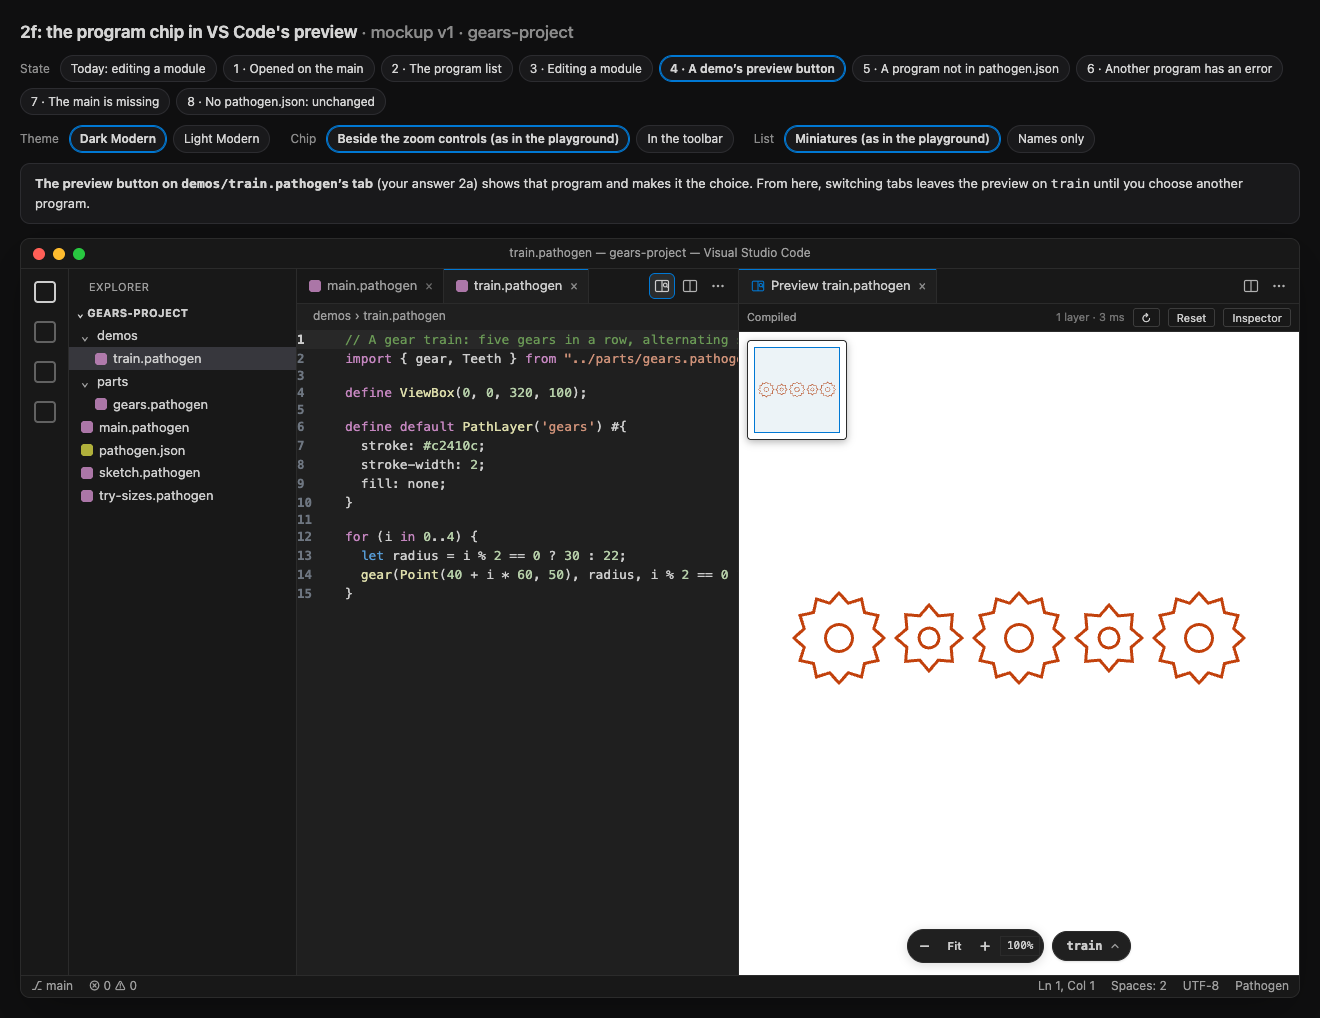 2f: the program chip in VS Code's preview · mockup v1 · gears-project
State Today: editing a module 1 · Opened on the main 2 · The program list 3 · Editing a module 4 · A demo's preview button 5 · A program not in pathogen.json 6 · Another program has an error
7 · The main is missing 8 · No pathogen.json: unchanged
Theme Dark Modern Light Modern Chip Beside the zoom controls (as in the playground) In the toolbar List Miniatures (as in the playground) Names only
The preview button on demos/train.pathogen's tab (your answer 2a) shows that program and makes it the choice. From here, switching tabs leaves the preview on train until you choose another
program.
train.pathogen — gears-project — Visual Studio Code
EXPLORER
GEARS-PROJECT
demos
train.pathogen
parts
gears.pathogen
main.pathogen
pathogen.json
sketch.pathogen
try-sizes.pathogen
main.pathogen × train.pathogen ×
demos › train.pathogen
1 // A gear train: five gears in a row, alternating
2 import { gear, Teeth } from "../parts/gears.pathoge
3
4 define ViewBox(0, 0, 320, 100);
5
6 define default PathLayer('gears') #{
7 stroke: #c2410c;
8 stroke-width: 2;
9 fill: none;
10 }
11
12 for (i in 0..4) {
13 let radius = i % 2 == 0 ? 30 : 22;
14 gear(Point(40 + i * 60, 50), radius, i % 2 == 0
15 }
Preview train.pathogen ×
Compiled 1 layer · 3 ms Reset Inspector
− Fit + 100% train
main 0 0 Ln 1, Col 1 Spaces: 2 UTF-8 Pathogen